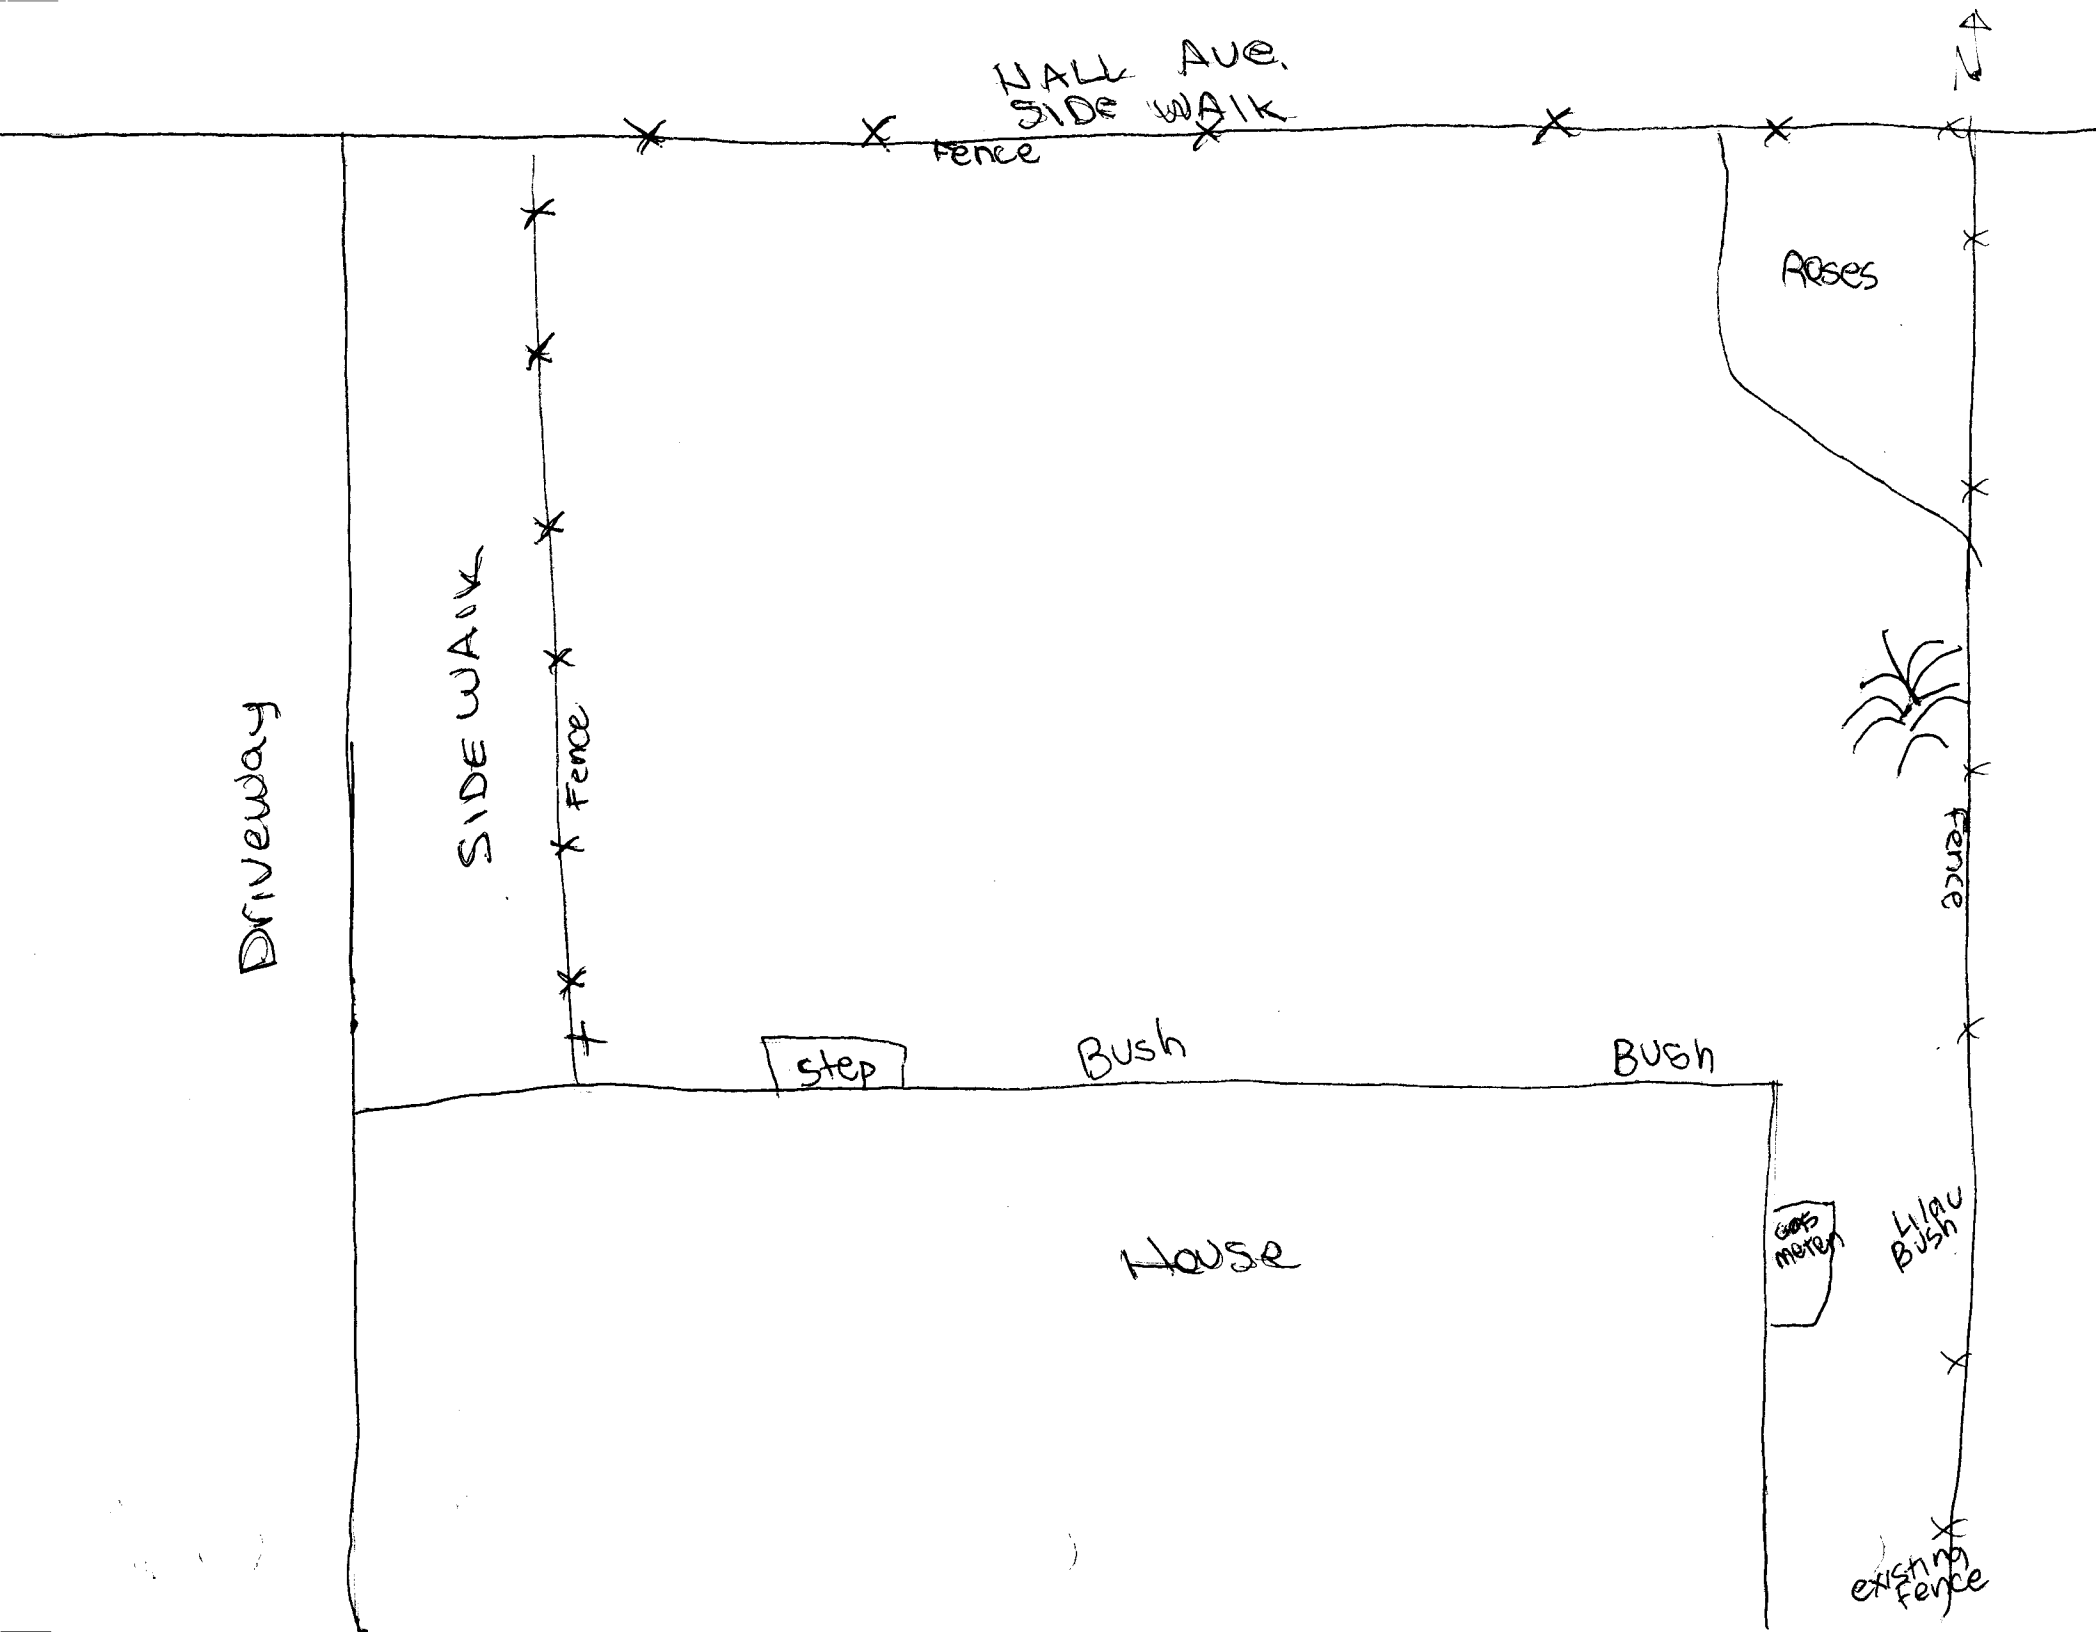 HALL AVE.
SIDE WALK
Fence
N
Roses
SIDE WALK
Driveway
Fence
Fence
Step
Bush
Bush
House
GAS
meter
Lilac
Bush
existing
Fence